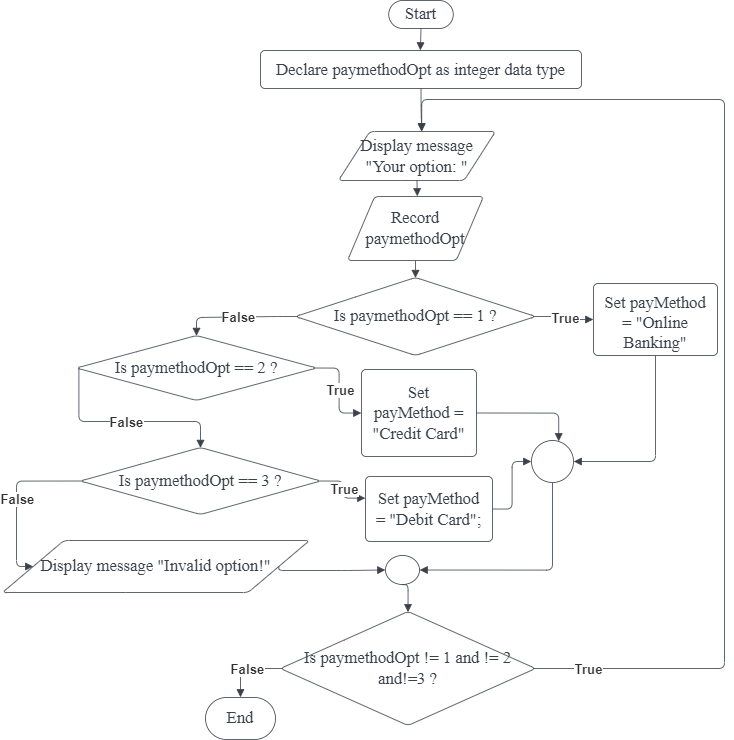 Start
Declare paymethodOpt as integer data type
Display message
"Your option: "
Record
paymethodOpt
Is paymethodOpt == 1 ?
False
True
Set payMethod
= "Online
Banking"
Is paymethodOpt == 2 ?
True
Set
payMethod =
"Credit Card"
False
Is paymethodOpt == 3 ?
True
Set payMethod
= "Debit Card";
False
Display message "Invalid option!"
Is paymethodOpt != 1 and != 2
and!=3 ?
False
True
End